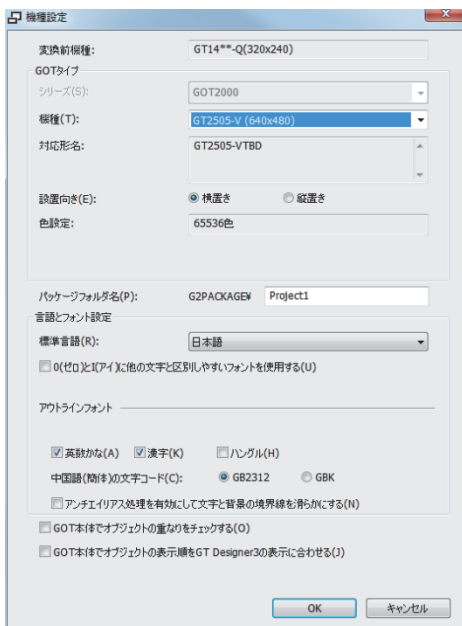 機種設定
変換前機種: GT14**-Q(320x240)
GOTタイプ
シリーズ(S): GOT2000
機種(T): GT2505-V (640x480)
対応形名: GT2505-VTBD
設置向き(E): 横置き 縦置き
色設定: 65536色
パッケージフォルダ名(P): G2PACKAGE¥ Project1
言語とフォント設定
標準言語(R): 日本語
0(ゼロ)とI(アイ)に他の文字と区別しやすいフォントを使用する(U)
アウトラインフォント
英数かな(A) 漢字(K) ハングル(H)
中国語(簡体)の文字コード(C): GB2312 GBK
アンチエイリアス処理を有効にして文字と背景の境界線を滑らかにする(N)
GOT本体でオブジェクトの重なりをチェックする(O)
GOT本体でオブジェクトの表示順をGT Designer3の表示に合わせる(J)
OK キャンセル